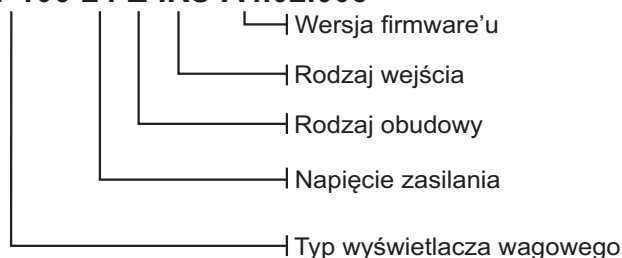 Wersja firmware'u
Rodzaj wejścia
Rodzaj obudowy
Napięcie zasilania
Typ wyświetlacza wagowego